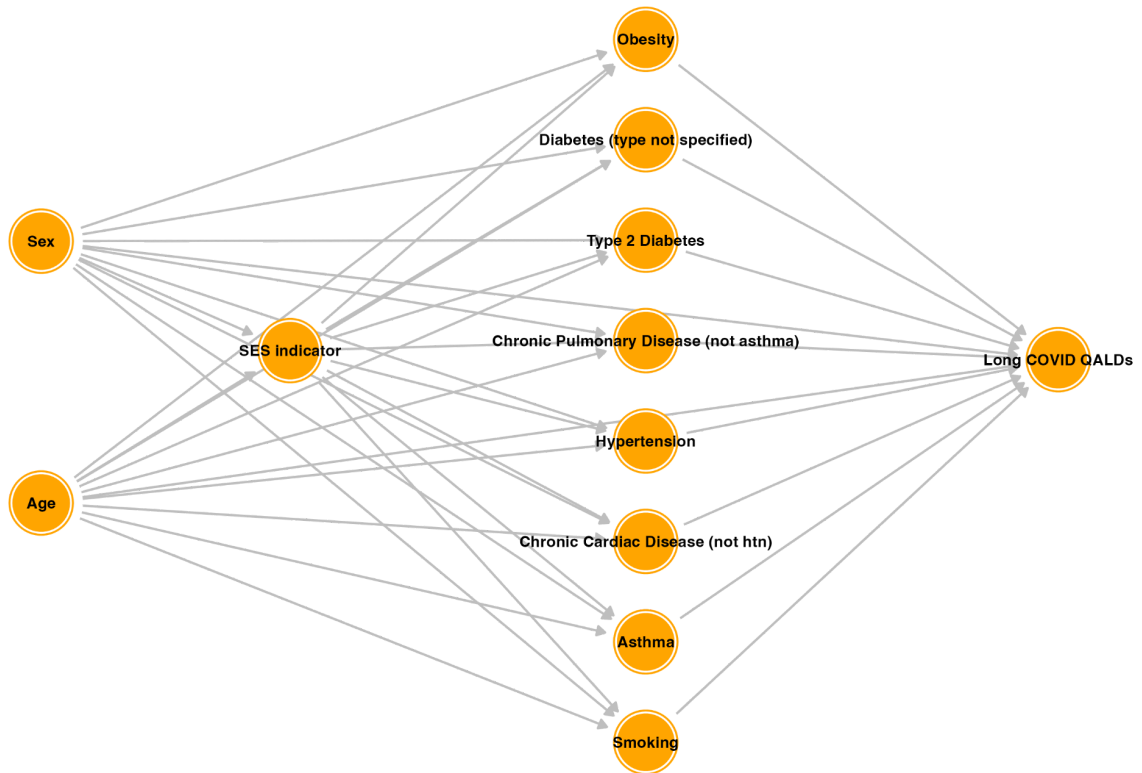 Obesity
Diabetes (type not specified)
Sex
Type 2 Diabetes
SES indicator
Chronic Pulmonary Disease (not asthma)
Long COVID QALDs
Hypertension
Age
Chronic Cardiac Disease (not htn)
Asthma
Smoking